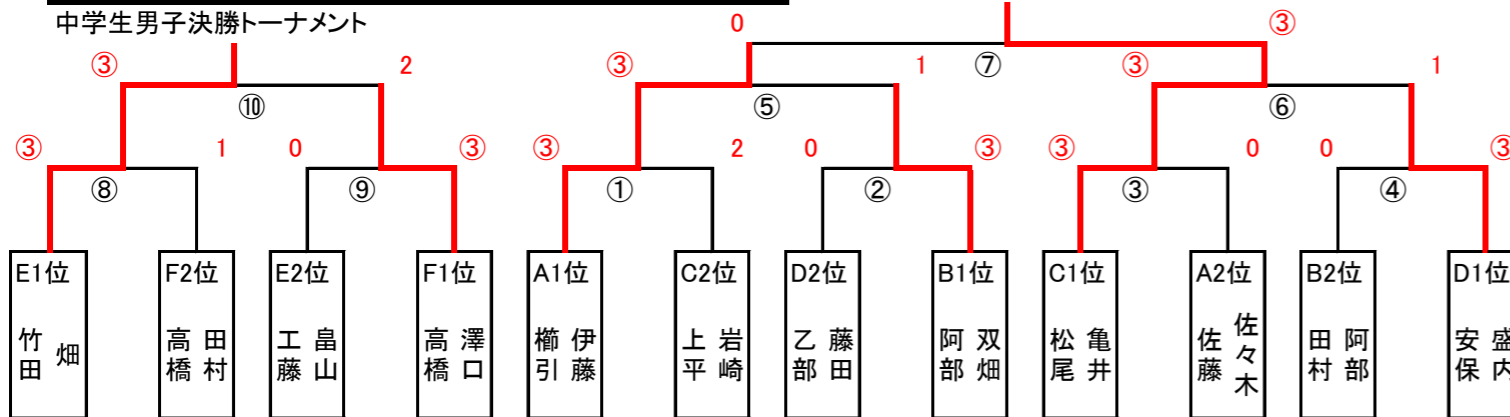 中学生男子決勝トーナメント
0 ③
③ 2 ③ 1 ⑦ ③ 1
⑩ ⑤ ⑥
③ 1 0 ③ ③ 2 0 ③ ③ 0 0 ③
⑧ ⑨ ① ② ③ ④
E1位 F2位 E2位 F1位 A1位 C2位 D2位 B1位 C1位 A2位 B2位 D1位
竹田 畑 高橋 田村 工藤 畠山 高橋 澤口 櫛引 伊藤 上平 岩崎 乙部 藤田 阿部 双畑 松尾 亀井 佐藤 佐々木 田村 阿部 安保 盛内